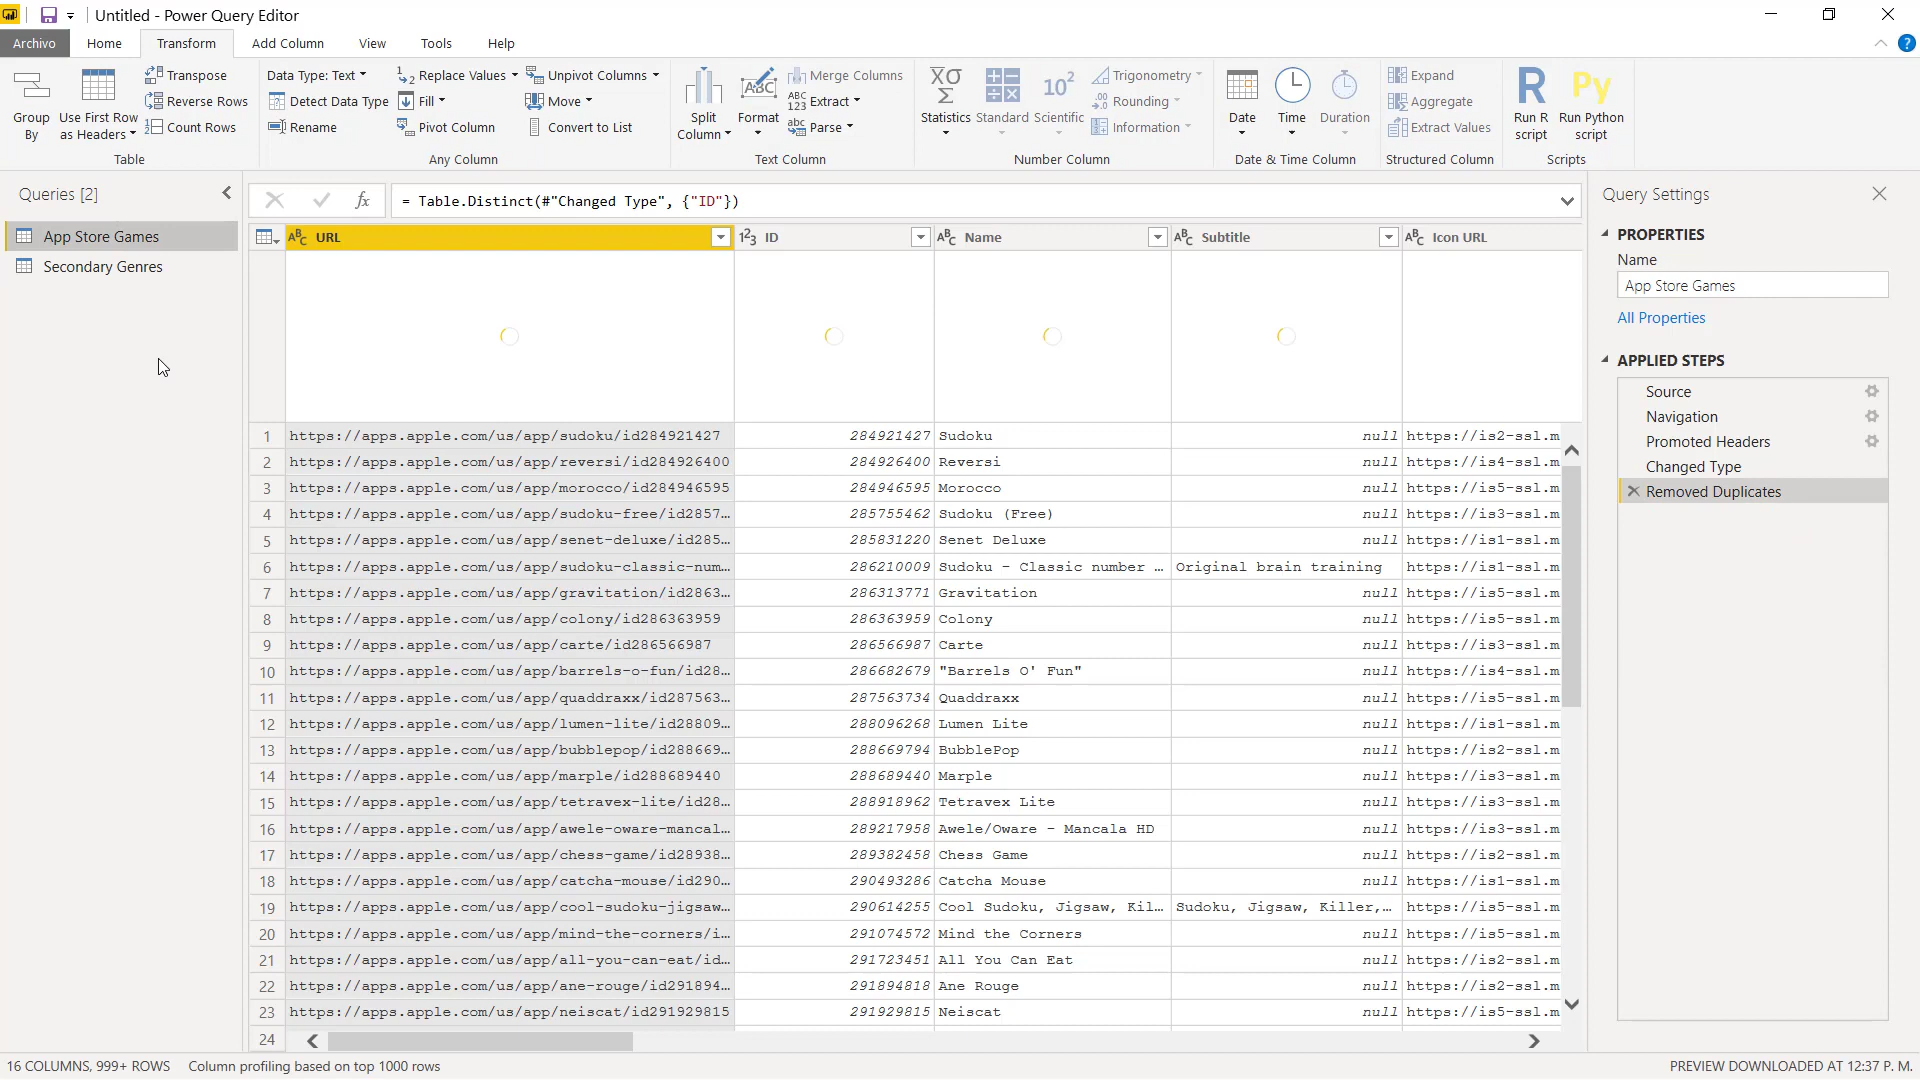 Untitled - Power Query Editor
Archivo Home Transform Add Column View Tools Help
Group By
Use First Row as Headers
Transpose
Reverse Rows
Count Rows
Table
Data Type: Text
Detect Data Type
Rename
Replace Values
Fill
Pivot Column
Unpivot Columns
Move
Convert to List
Any Column
Split Column
Format
Merge Columns
Extract
Parse
Text Column
Statistics
Standard
Scientific
Trigonometry
Rounding
Information
Number Column
Date
Time
Duration
Date & Time Column
Expand
Aggregate
Extract Values
Structured Column
Run R script
Run Python script
Scripts
Queries [2]
App Store Games
Secondary Genres
= Table.Distinct(#"Changed Type", {"ID"})
URL ID Name Subtitle Icon URL
1 https://apps.apple.com/us/app/sudoku/id284921427 284921427 Sudoku null https://is2-ssl.m
2 https://apps.apple.com/us/app/reversi/id284926400 284926400 Reversi null https://is4-ssl.m
3 https://apps.apple.com/us/app/morocco/id284946595 284946595 Morocco null https://is5-ssl.m
4 https://apps.apple.com/us/app/sudoku-free/id2857... 285755462 Sudoku (Free) null https://is3-ssl.m
5 https://apps.apple.com/us/app/senet-deluxe/id285... 285831220 Senet Deluxe null https://is1-ssl.m
6 https://apps.apple.com/us/app/sudoku-classic-num... 286210009 Sudoku - Classic number ... Original brain training https://is1-ssl.m
7 https://apps.apple.com/us/app/gravitation/id2863... 286313771 Gravitation null https://is5-ssl.m
8 https://apps.apple.com/us/app/colony/id286363959 286363959 Colony null https://is5-ssl.m
9 https://apps.apple.com/us/app/carte/id286566987 286566987 Carte null https://is3-ssl.m
10 https://apps.apple.com/us/app/barrels-o-fun/id28... 286682679 "Barrels O' Fun" null https://is4-ssl.m
11 https://apps.apple.com/us/app/quaddraxx/id287563... 287563734 Quaddraxx null https://is5-ssl.m
12 https://apps.apple.com/us/app/lumen-lite/id28809... 288096268 Lumen Lite null https://is1-ssl.m
13 https://apps.apple.com/us/app/bubblepop/id288669... 288669794 BubblePop null https://is2-ssl.m
14 https://apps.apple.com/us/app/marple/id288689440 288689440 Marple null https://is3-ssl.m
15 https://apps.apple.com/us/app/tetravex-lite/id28... 288918962 Tetravex Lite null https://is3-ssl.m
16 https://apps.apple.com/us/app/awele-oware-mancal... 289217958 Awele/Oware - Mancala HD null https://is3-ssl.m
17 https://apps.apple.com/us/app/chess-game/id28938... 289382458 Chess Game null https://is2-ssl.m
18 https://apps.apple.com/us/app/catcha-mouse/id290... 290493286 Catcha Mouse null https://is1-ssl.m
19 https://apps.apple.com/us/app/cool-sudoku-jigsaw... 290614255 Cool Sudoku, Jigsaw, Kil... Sudoku, Jigsaw, Killer,... https://is5-ssl.m
20 https://apps.apple.com/us/app/mind-the-corners/i... 291074572 Mind the Corners null https://is5-ssl.m
21 https://apps.apple.com/us/app/all-you-can-eat/id... 291723451 All You Can Eat null https://is2-ssl.m
22 https://apps.apple.com/us/app/ane-rouge/id291894... 291894818 Ane Rouge null https://is2-ssl.m
23 https://apps.apple.com/us/app/neiscat/id291929815 291929815 Neiscat null https://is5-ssl.m
24
Query Settings
PROPERTIES
Name
App Store Games
All Properties
APPLIED STEPS
Source
Navigation
Promoted Headers
Changed Type
Removed Duplicates
16 COLUMNS, 999+ ROWS Column profiling based on top 1000 rows PREVIEW DOWNLOADED AT 12:37 P. M.